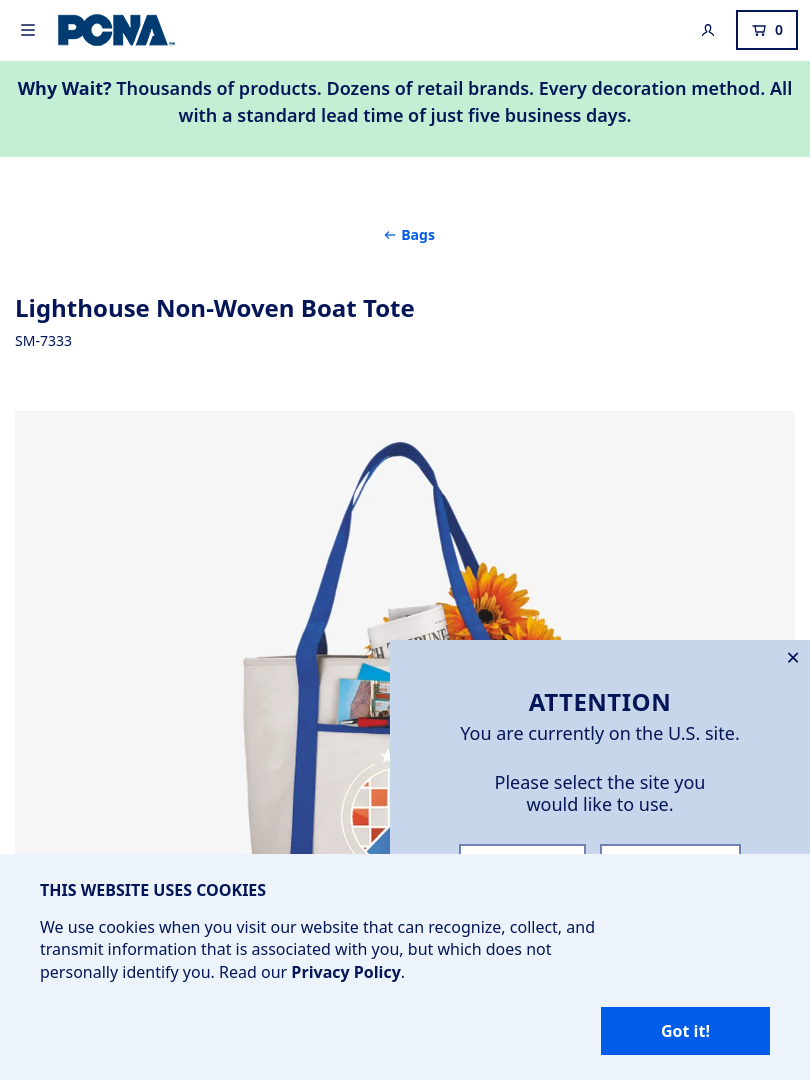 PCNA
0
Why Wait? Thousands of products. Dozens of retail brands. Every decoration method. All
with a standard lead time of just five business days.
← Bags
Lighthouse Non-Woven Boat Tote
SM-7333
ATTENTION
You are currently on the U.S. site.
Please select the site you
would like to use.
THIS WEBSITE USES COOKIES
We use cookies when you visit our website that can recognize, collect, and
transmit information that is associated with you, but which does not
personally identify you. Read our Privacy Policy.
Got it!